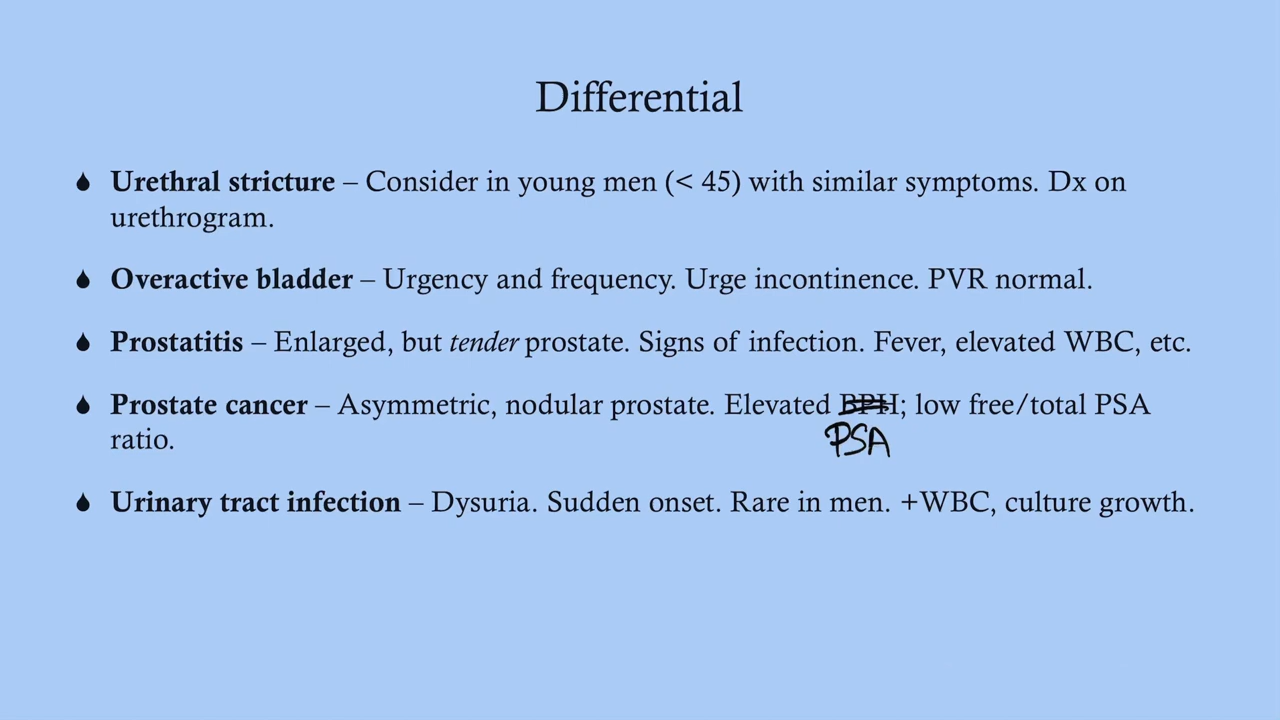 Differential
Urethral stricture – Consider in young men (< 45) with similar symptoms. Dx on
urethrogram.
Overactive bladder – Urgency and frequency. Urge incontinence. PVR normal.
Prostatitis – Enlarged, but tender prostate. Signs of infection. Fever, elevated WBC, etc.
Prostate cancer – Asymmetric, nodular prostate. Elevated BPH; low free/total PSA
PSA
ratio.
Urinary tract infection – Dysuria. Sudden onset. Rare in men. +WBC, culture growth.